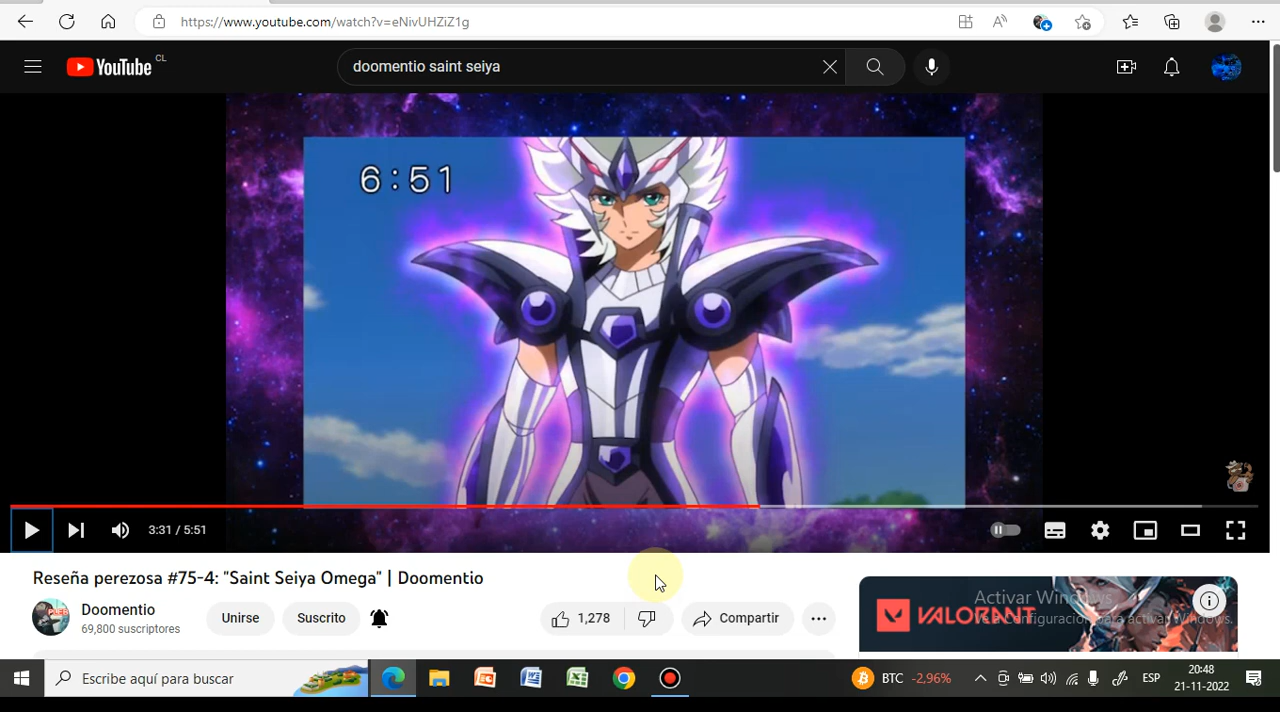 https://www.youtube.com/watch?v=eNivUHZiZ1g
YouTube CL
doomentio saint seiya
6:51
3:31 / 5:51
Reseña perezosa #75-4: "Saint Seiya Omega" | Doomentio
Doomentio
69,800 suscriptores
Unirse
Suscrito
1,278
Compartir
VALORANT
Activar Windows
Ve a Configuración para activar Windows.
Escribe aquí para buscar
BTC -2,96%
ESP
20:48
21-11-2022